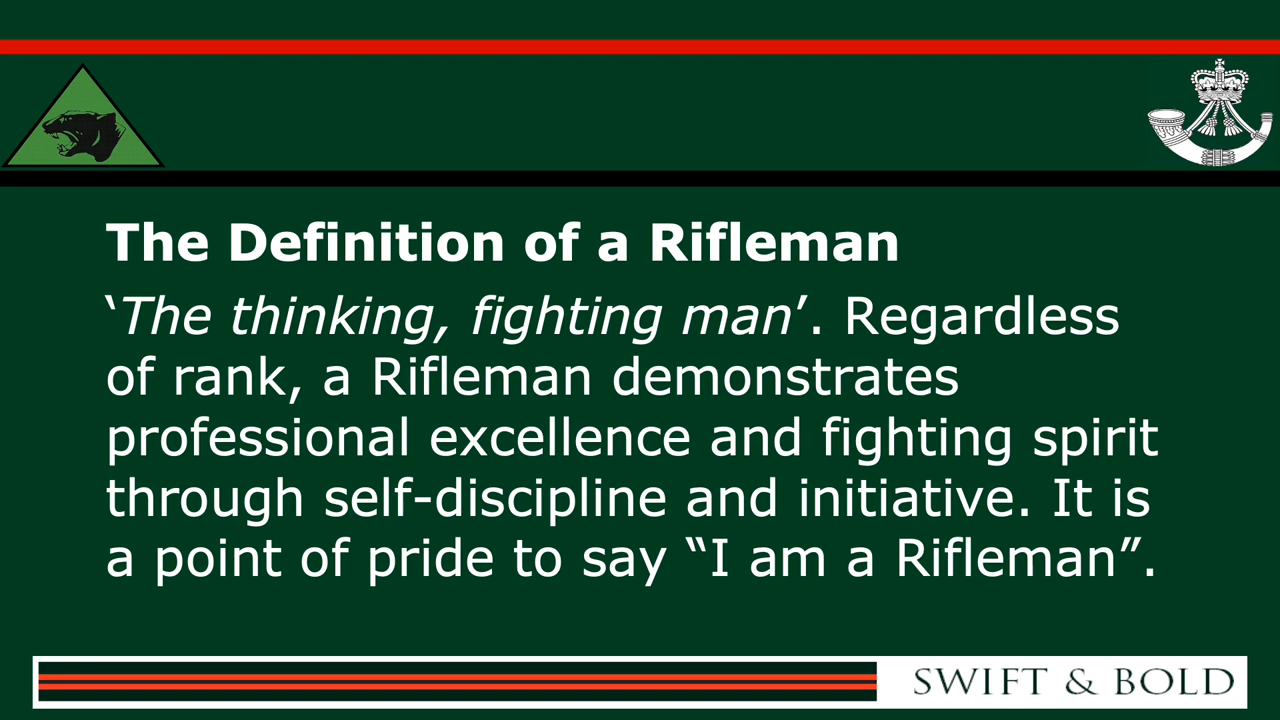 The Definition of a Rifleman
‘The thinking, fighting man’. Regardless
of rank, a Rifleman demonstrates
professional excellence and fighting spirit
through self-discipline and initiative. It is
a point of pride to say “I am a Rifleman”.
SWIFT & BOLD